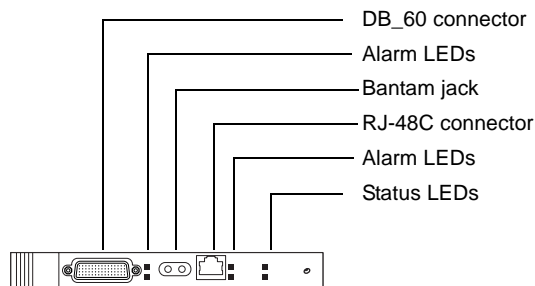 DB_60 connector
Alarm LEDs
Bantam jack
RJ-48C connector
Alarm LEDs
Status LEDs